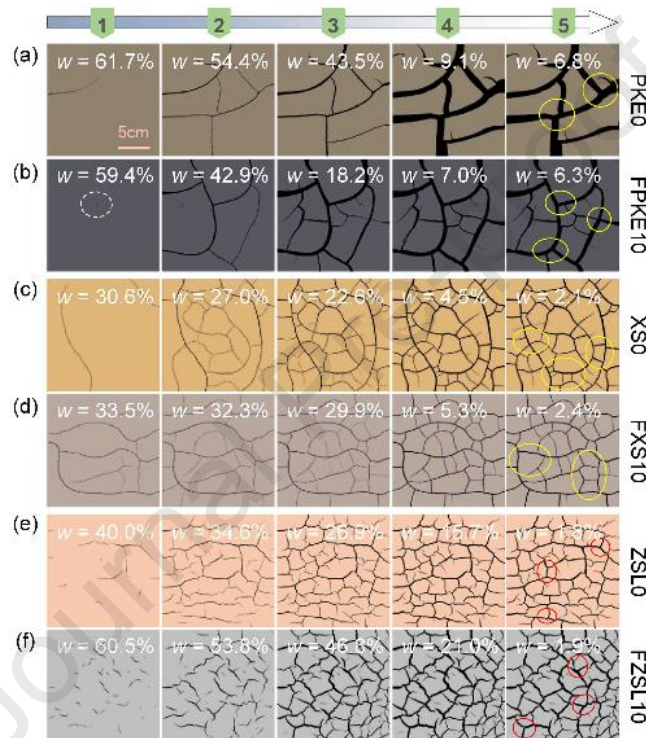 1 2 3 4 5
(a) w = 61.7% w = 54.4% w = 43.5% w = 9.1% w = 6.8% PKE0
5cm
(b) w = 59.4% w = 42.9% w = 18.2% w = 7.0% w = 6.3% FPKE10
(c) w = 30.6% w = 27.0% w = 22.6% w = 4.5% w = 2.1% XS0
(d) w = 33.5% w = 32.3% w = 29.9% w = 5.3% w = 2.4% FXS10
(e) w = 40.0% w = 34.6% w = 26.9% w = 15.7% w = 1.8% ZSL0
(f) w = 60.5% w = 53.8% w = 46.8% w = 21.0% w = 1.9% FZSL10
Journal Pre-proof